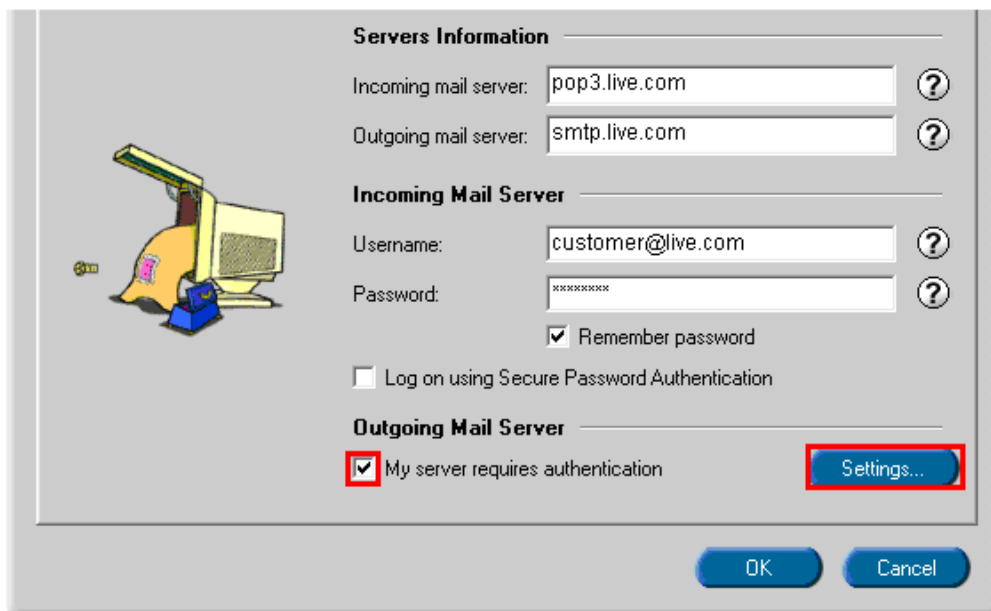 Servers Information
Incoming mail server: pop3.live.com ?
Outgoing mail server: smtp.live.com ?
Incoming Mail Server
Username: customer@live.com ?
Password: ******** ?
Remember password
Log on using Secure Password Authentication
Outgoing Mail Server
My server requires authentication Settings...
OK Cancel